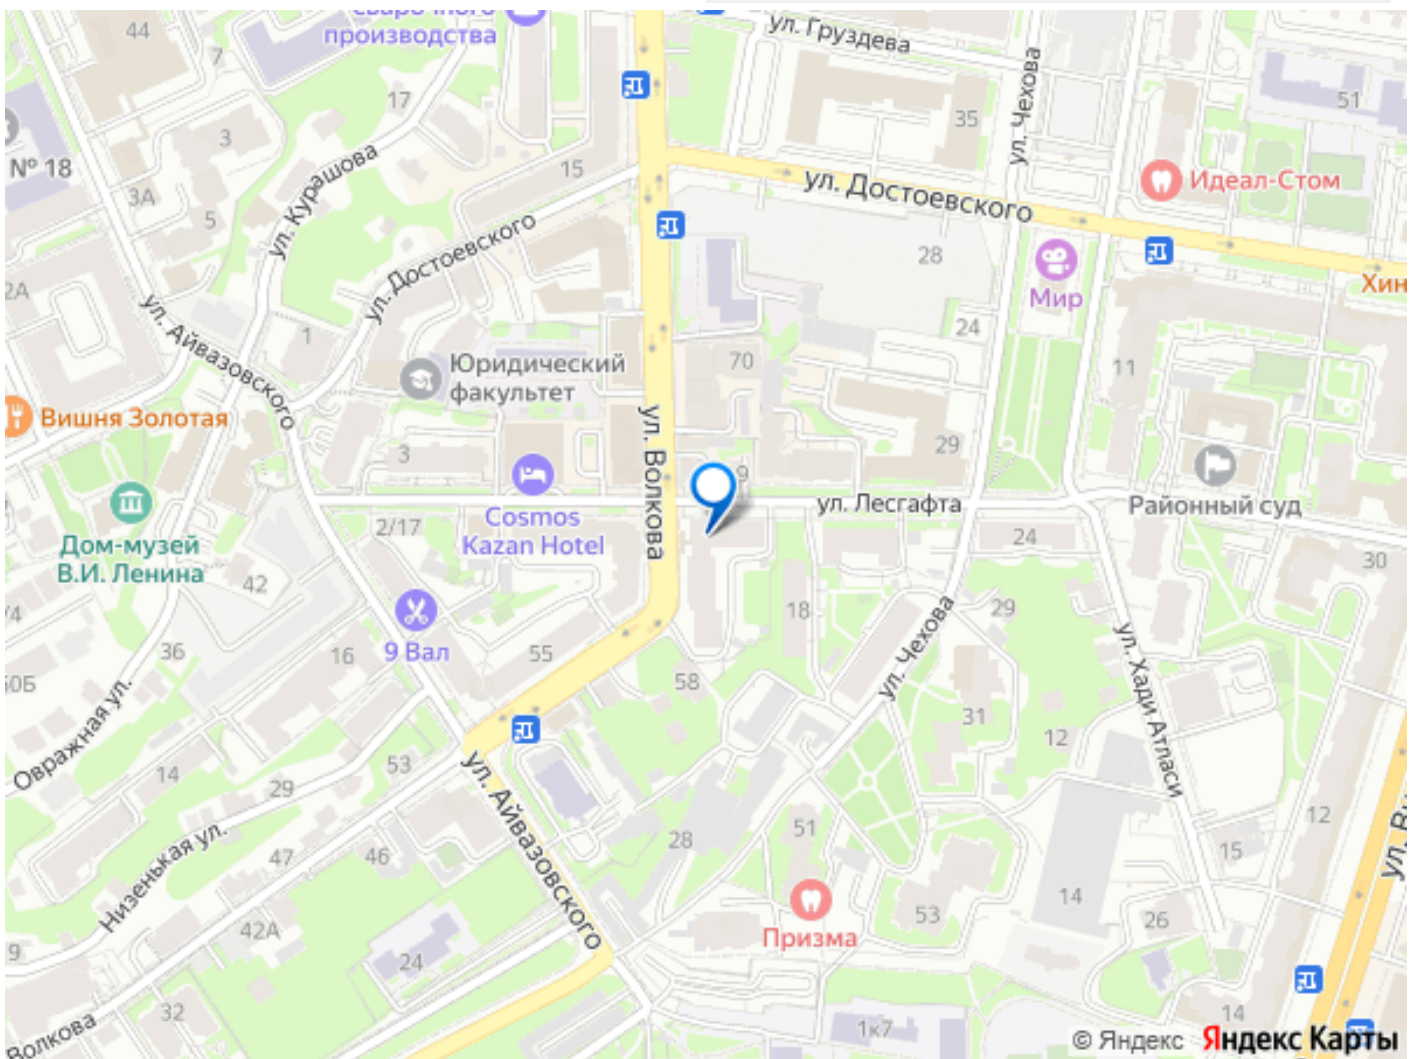 производства
ул. Груздева
44
7
17
3
№ 18
3А
5
ул. Курашова
15
35
ул. Чехова
51
ул. Достоевского
Идеал-Стом
28
Мир
Хин
2А
ул. Айвазовского
1
ул. Достоевского
24
11
Юридический
факультет
70
Вишня Золотая
ул. Волкова
3
29
9
Cosmos
Kazan Hotel
ул. Лесгафта
Районный суд
2/17
24
30
Дом-музей
В.И. Ленина
42
/4
9 Вал
18
29
ул. Чехова
ул. Хади Атласи
36
16
55
58
50Б
Овражная ул.
31
12
14
53
29
ул. Айвазовского
28
51
12
15
Низенькая ул.
47
46
14
53
26
Призма
42А
24
9
32
Волкова
1к7
14
© Яндекс Яндекс Карты